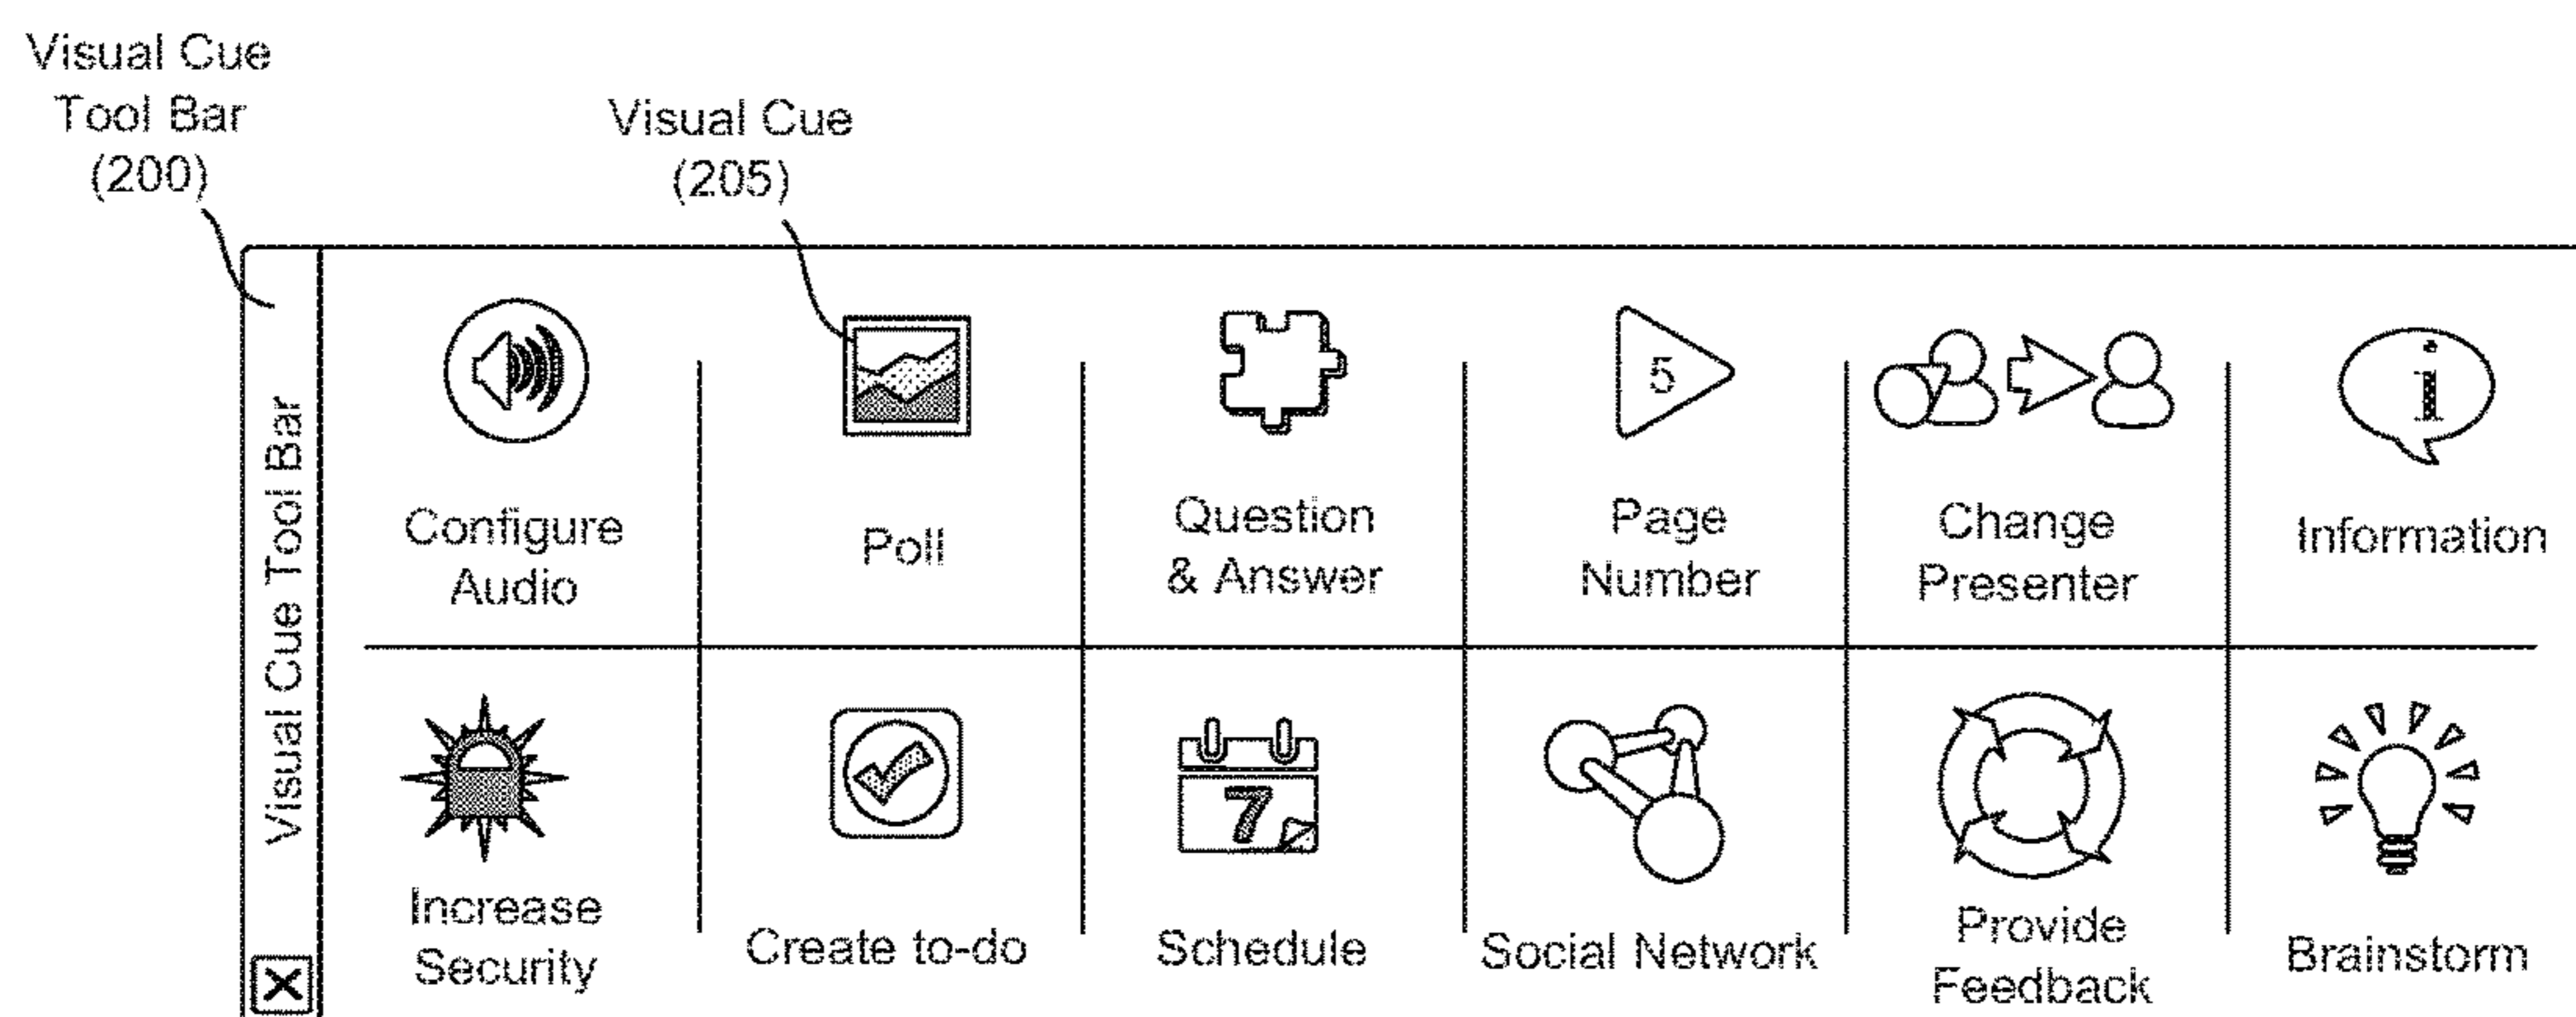 Visual Cue
Tool Bar
(200)
Visual Cue
(205)
Visual Cue Tool Bar
5
i
Configure
Audio
Poll
Question
& Answer
Page
Number
Change
Presenter
Information
7
Increase
Security
Create to-do
Schedule
Social Network
Provide
Feedback
Brainstorm